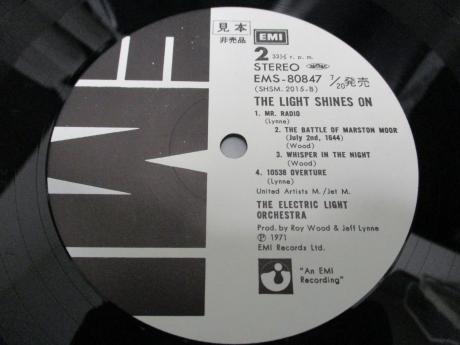 見本
非売品
EMI
2 33⅓ r.p.m.
STEREO
EMS-80847 7/20発売
(SHSM. 2015-B)
THE LIGHT SHINES ON
1. MR. RADIO
(Lynne)
2. THE BATTLE OF MARSTON MOOR
(July 2nd, 1644)
(Wood)
3. WHISPER IN THE NIGHT
(Wood)
4. 10538 OVERTURE
(Lynne)
United Artists M./Jet M.
THE ELECTRIC LIGHT
ORCHESTRA
Prod. by Roy Wood & Jeff Lynne
Ⓟ 1971
EMI Records Ltd.
"An EMI
Recording"